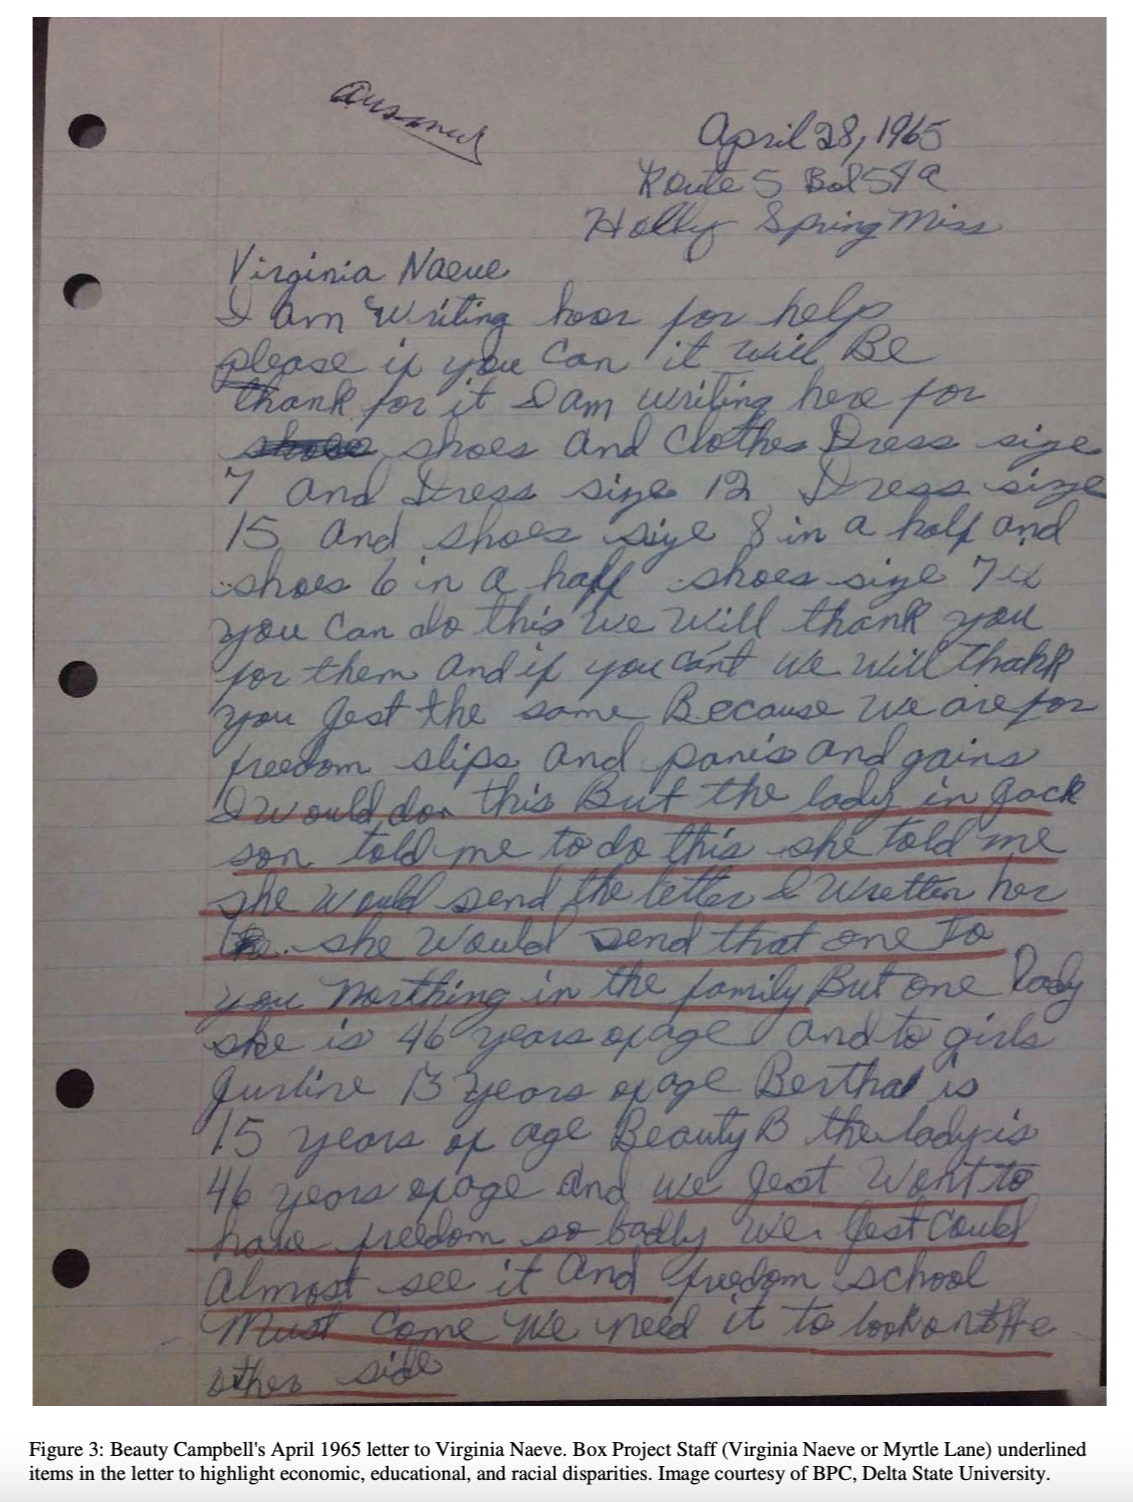 April 28, 1965
Route 5 Box 54a
Holly Spring Miss
Virginia Naeve
I am writing hear for help
please if you can it will Be
thank for it I am writing here for
shoes and clothes Dress size
7 and Dress size 12 Dress size
15 and shoes size 8 in a half and
shoes 6 in a haff shoes size 7 if
you can do this we will thank you
for them and if you cant we will thank
you jest the same Because we are for
freedom slips and panis and gains
I would don this But the lady in Jack
son told me to do this she told me
she would send the letter I written her
she would send that one To
you Northing in the family But one lady
she is 46 years of age and to girls
Jurline 13 years of age Bertha is
15 years of age Beauty B the lady is
46 years of age and we jest want to
have freedom so badly we jest could
almost see it and freedom school
Must come We need it to look on the
other side
Figure 3: Beauty Campbell's April 1965 letter to Virginia Naeve. Box Project Staff (Virginia Naeve or Myrtle Lane) underlined
items in the letter to highlight economic, educational, and racial disparities. Image courtesy of BPC, Delta State University.